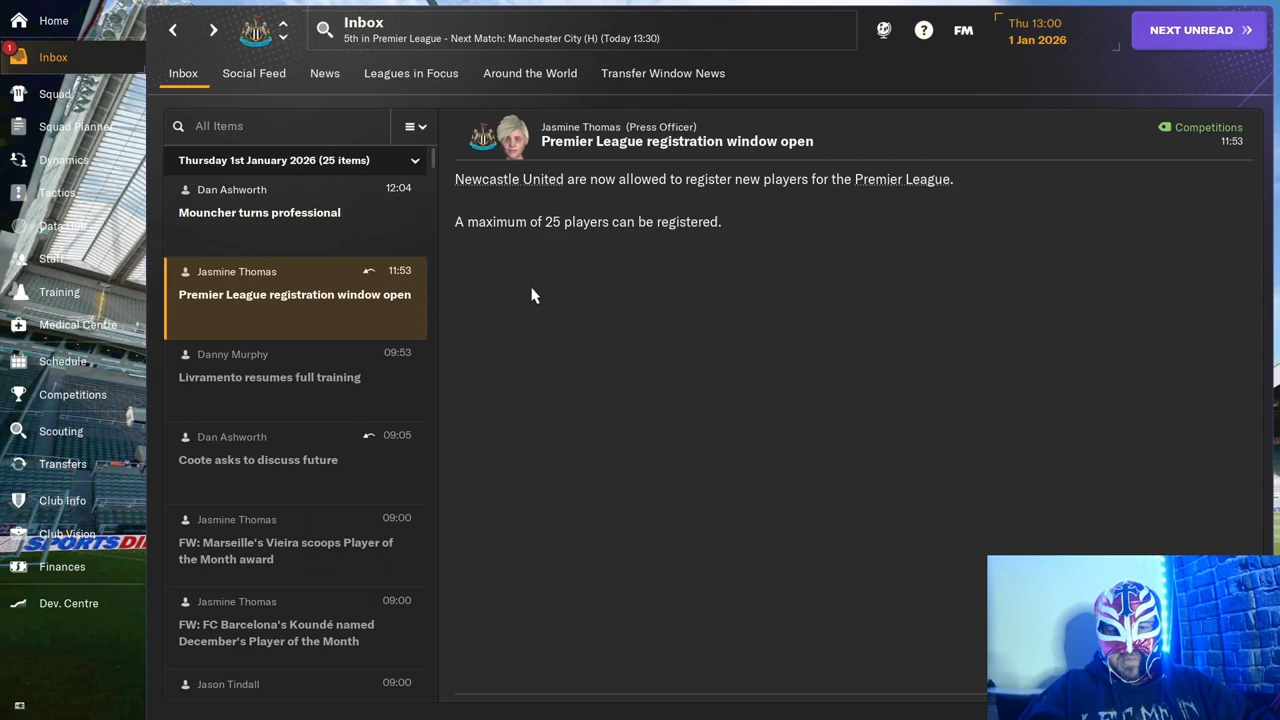 Home
Inbox
5th in Premier League - Next Match: Manchester City (H) (Today 13:30)
Thu 13:00
1 Jan 2026
NEXT UNREAD
FM
?
1
Inbox
Squad
Squad Planner
Dynamics
Tactics
Data Hub
Staff
Training
Medical Centre
Schedule
Competitions
Scouting
Transfers
Club Info
Club Vision
Finances
Dev. Centre
SPORTSDI
Inbox
Social Feed
News
Leagues in Focus
Around the World
Transfer Window News
All Items
Thursday 1st January 2026 (25 items)
Dan Ashworth 12:04
Mouncher turns professional
Jasmine Thomas 11:53
Premier League registration window open
Danny Murphy 09:53
Livramento resumes full training
Dan Ashworth 09:05
Coote asks to discuss future
Jasmine Thomas 09:00
FW: Marseille's Vieira scoops Player of
the Month award
Jasmine Thomas 09:00
FW: FC Barcelona's Koundé named
December's Player of the Month
Jason Tindall 09:00
Jasmine Thomas (Press Officer)
Premier League registration window open
Competitions
11:53
Newcastle United are now allowed to register new players for the Premier League.
A maximum of 25 players can be registered.